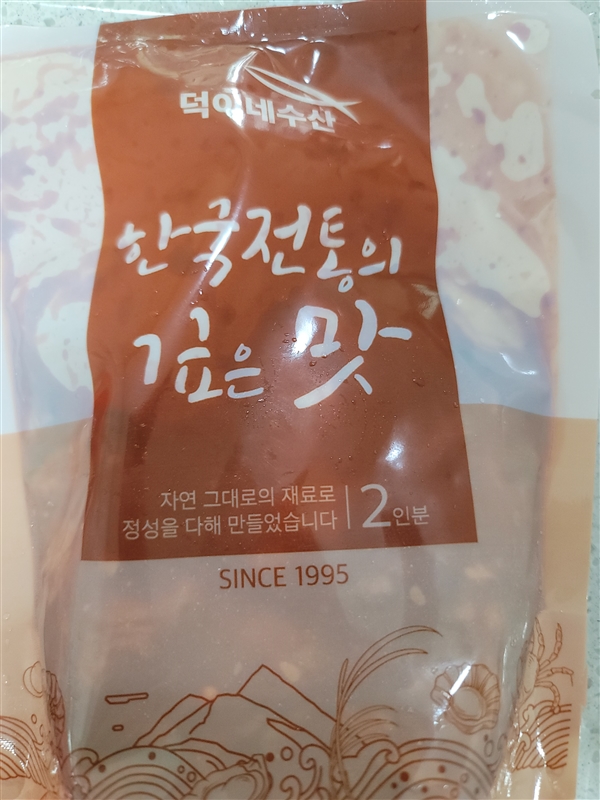 덕이네수산
한국전통의
깊은 맛
자연 그대로의 재료로
정성을 다해 만들었습니다
2인분
SINCE 1995